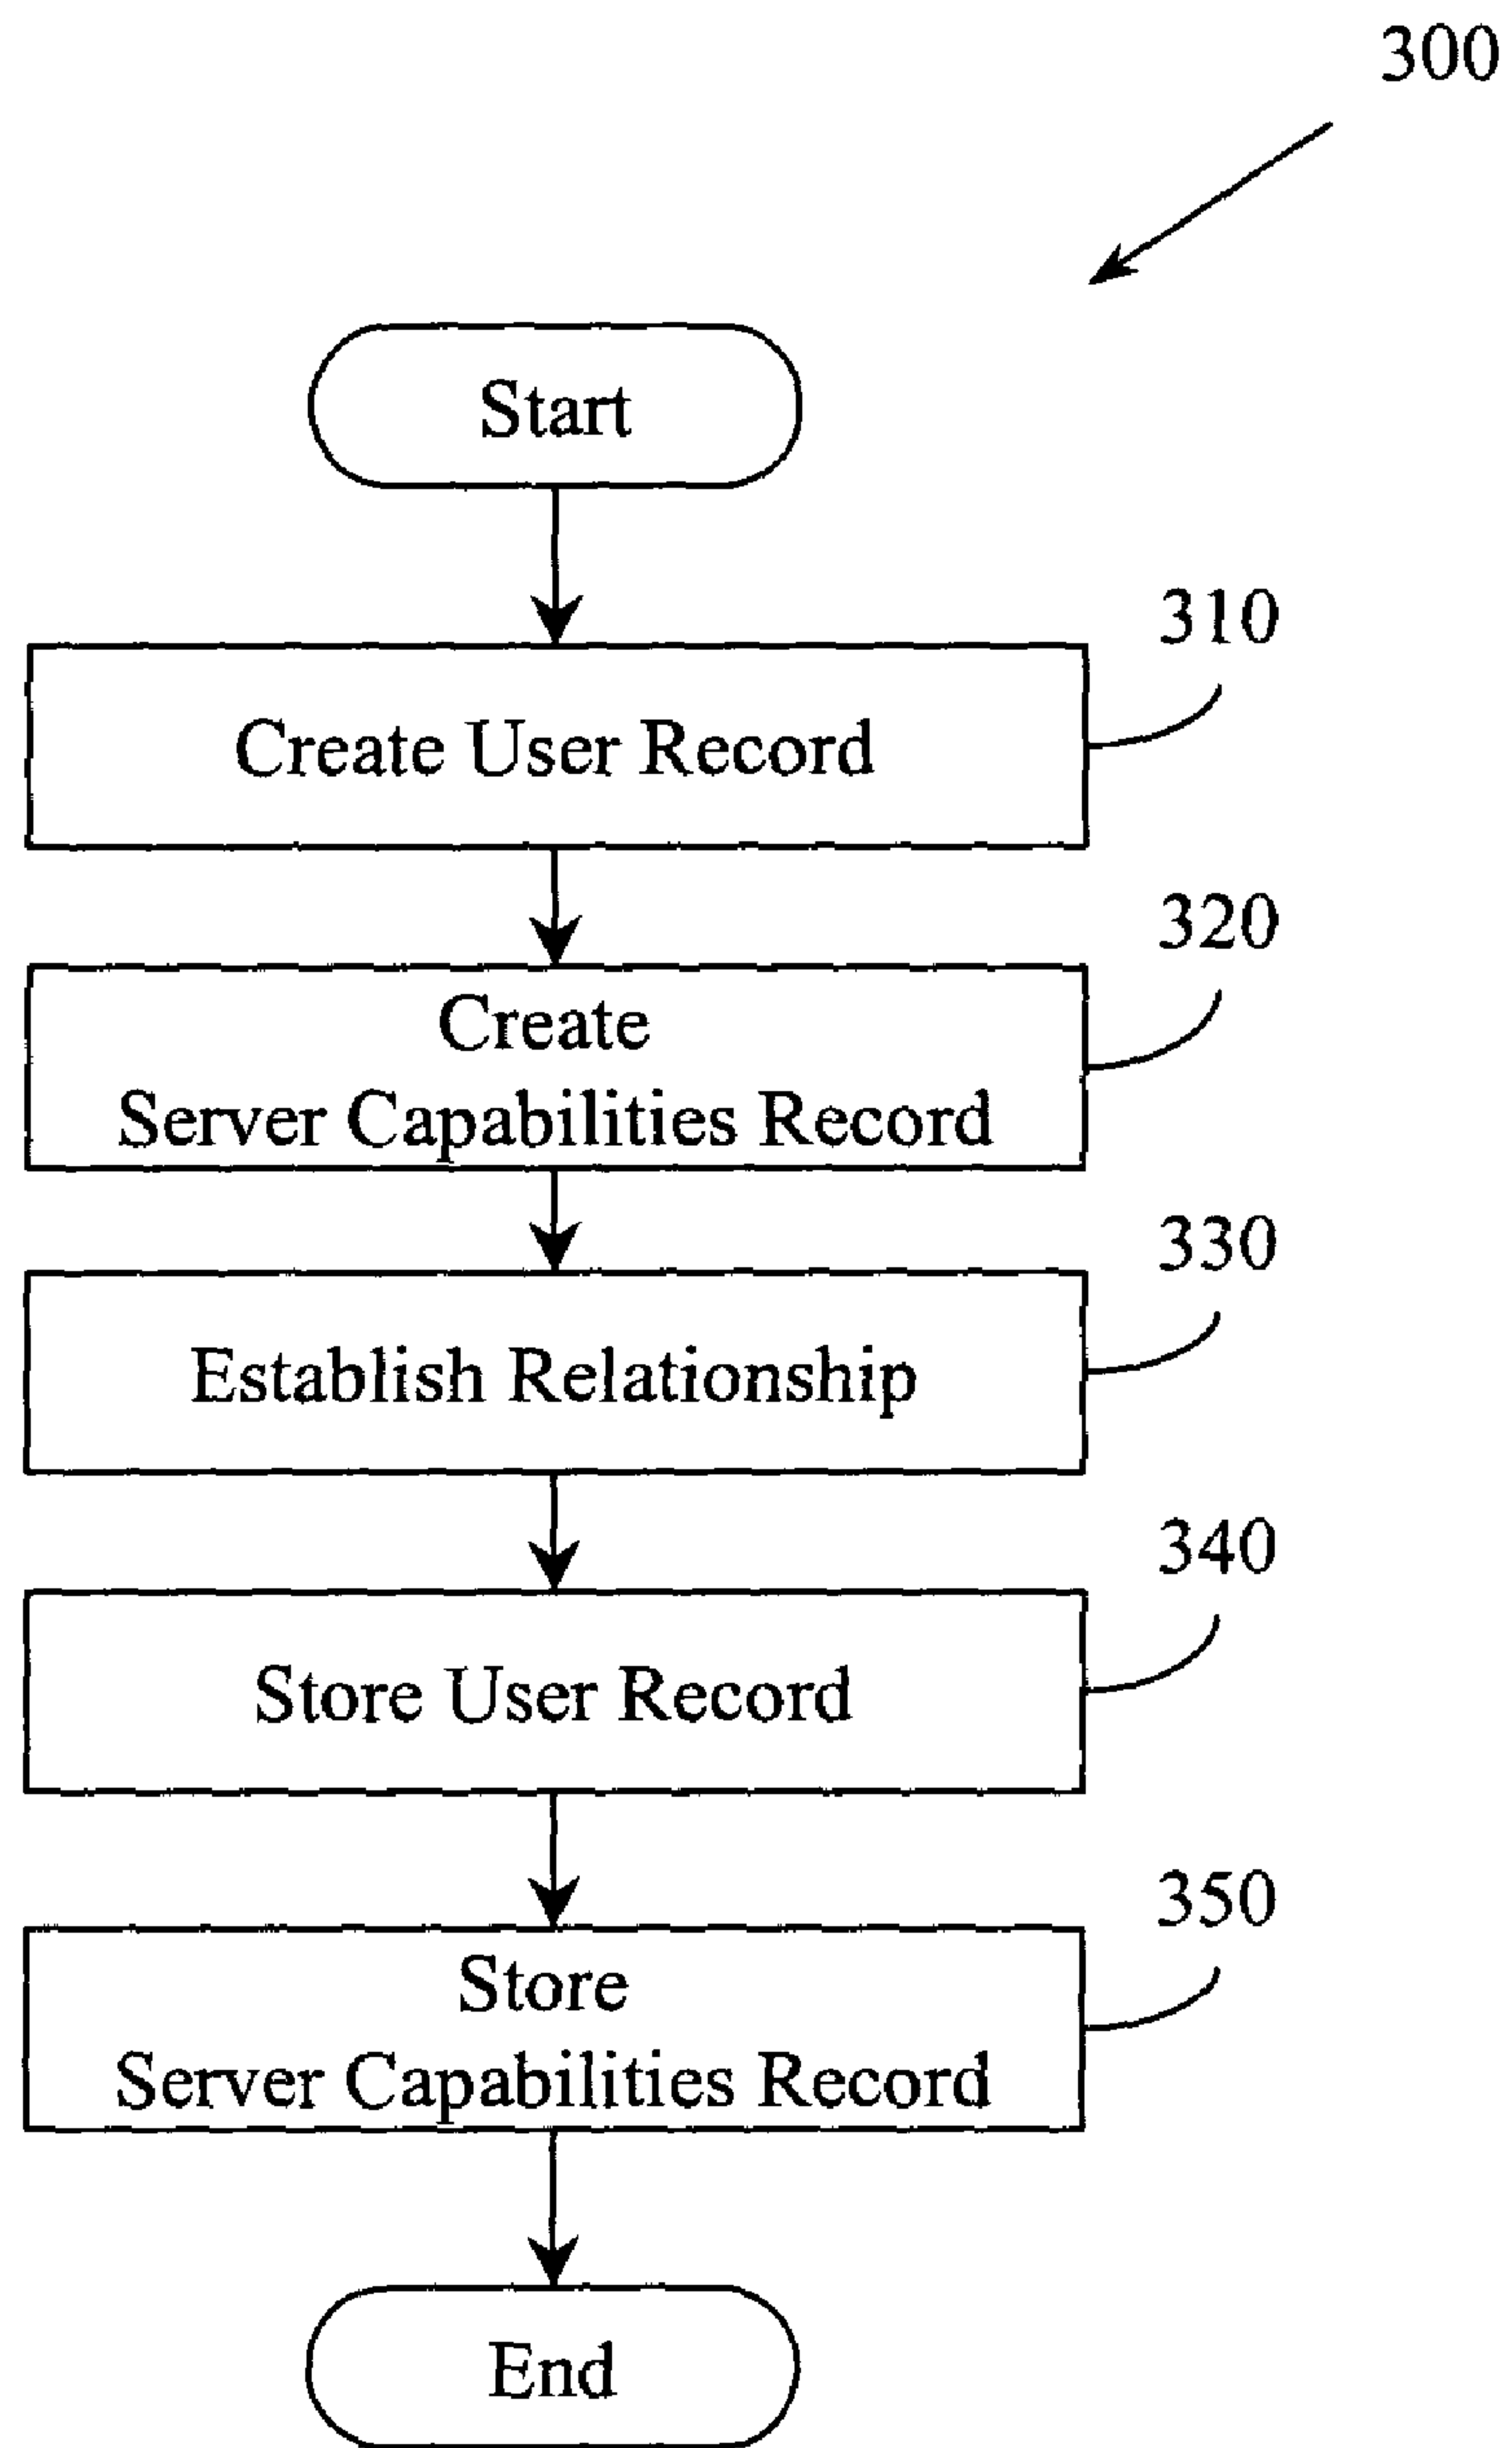 300
Start
310
Create User Record
320
Create
Server Capabilities Record
330
Establish Relationship
340
Store User Record
350
Store
Server Capabilities Record
End